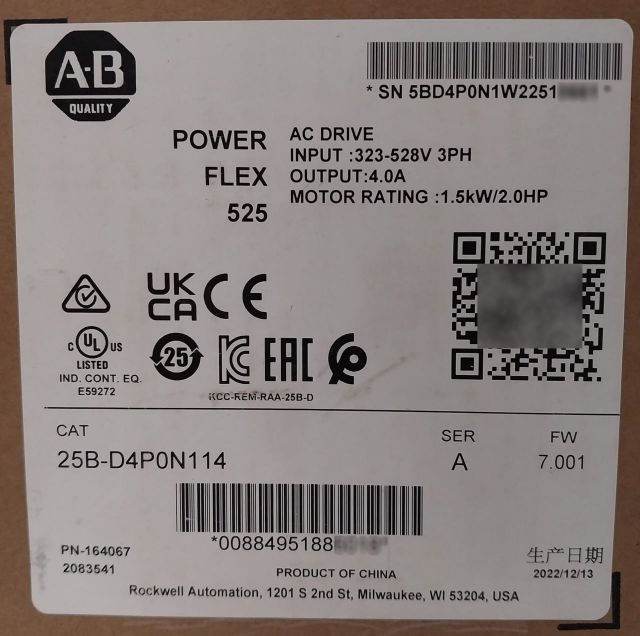 A-B
QUALITY
* SN 5BD4P0N1W2251
POWER
FLEX
525
AC DRIVE
INPUT :323-528V 3PH
OUTPUT:4.0A
MOTOR RATING :1.5kW/2.0HP
UK
CA CE
C UL US
LISTED
IND. CONT. EQ.
E59272
25
EAC
KCC-REM-RAA-25B-D
CAT
25B-D4P0N114
SER
A
FW
7.001
*0088495188
PN-164067
2083541
生产日期
2022/12/13
PRODUCT OF CHINA
Rockwell Automation, 1201 S 2nd St, Milwaukee, WI 53204, USA